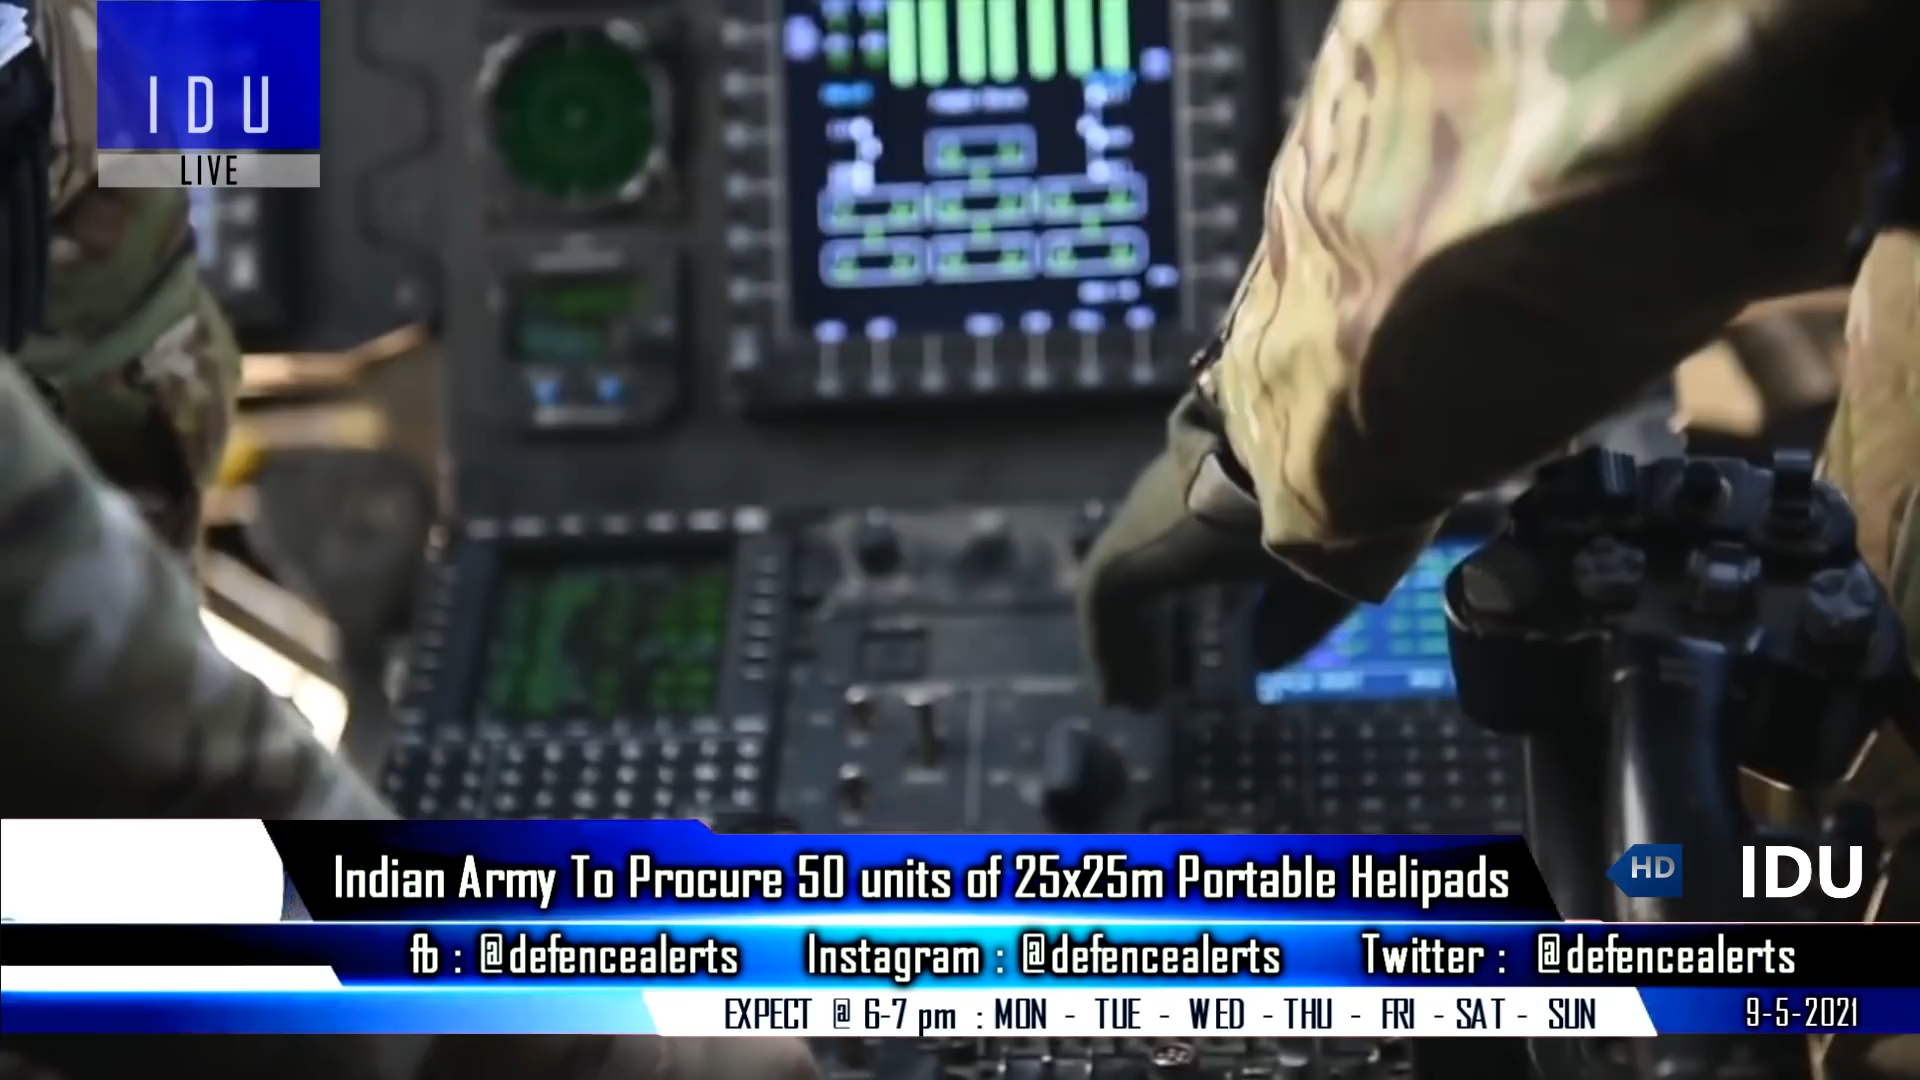 IDU
LIVE
Indian Army To Procure 50 units of 25x25m Portable Helipads
HD
IDU
fb : @defencealerts Instagram : @defencealerts Twitter : @defencealerts
EXPECT @ 6-7 pm : MON - TUE - WED - THU - FRI - SAT - SUN
9-5-2021